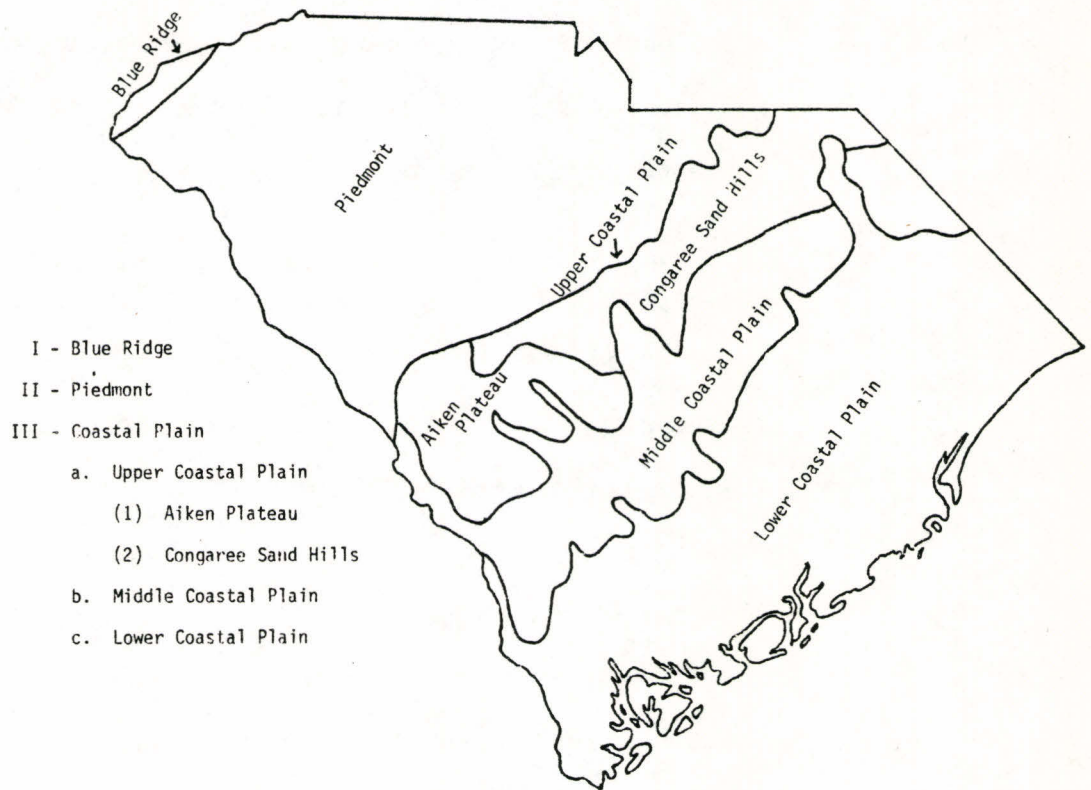 Blue Ridge
Piedmont
Upper Coastal Plain
Congaree Sand Hills
Aiken
Plateau
Middle Coastal Plain
Lower Coastal Plain
I - Blue Ridge
II - Piedmont
III - Coastal Plain
a. Upper Coastal Plain
(1) Aiken Plateau
(2) Congaree Sand Hills
b. Middle Coastal Plain
c. Lower Coastal Plain